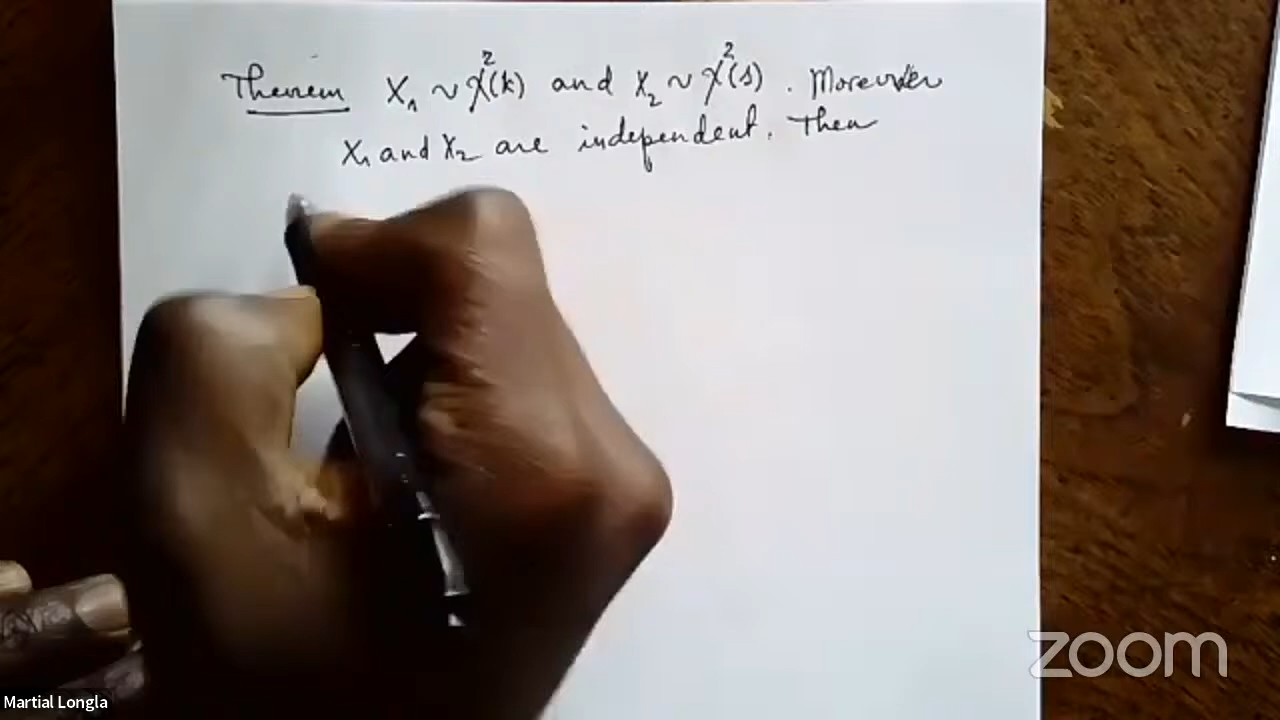 Theorem X₁ ~ χ²(k) and X₂ ~ χ²(s). Moreover
X₁ and X₂ are independent. Then
zoom
Martial Longla